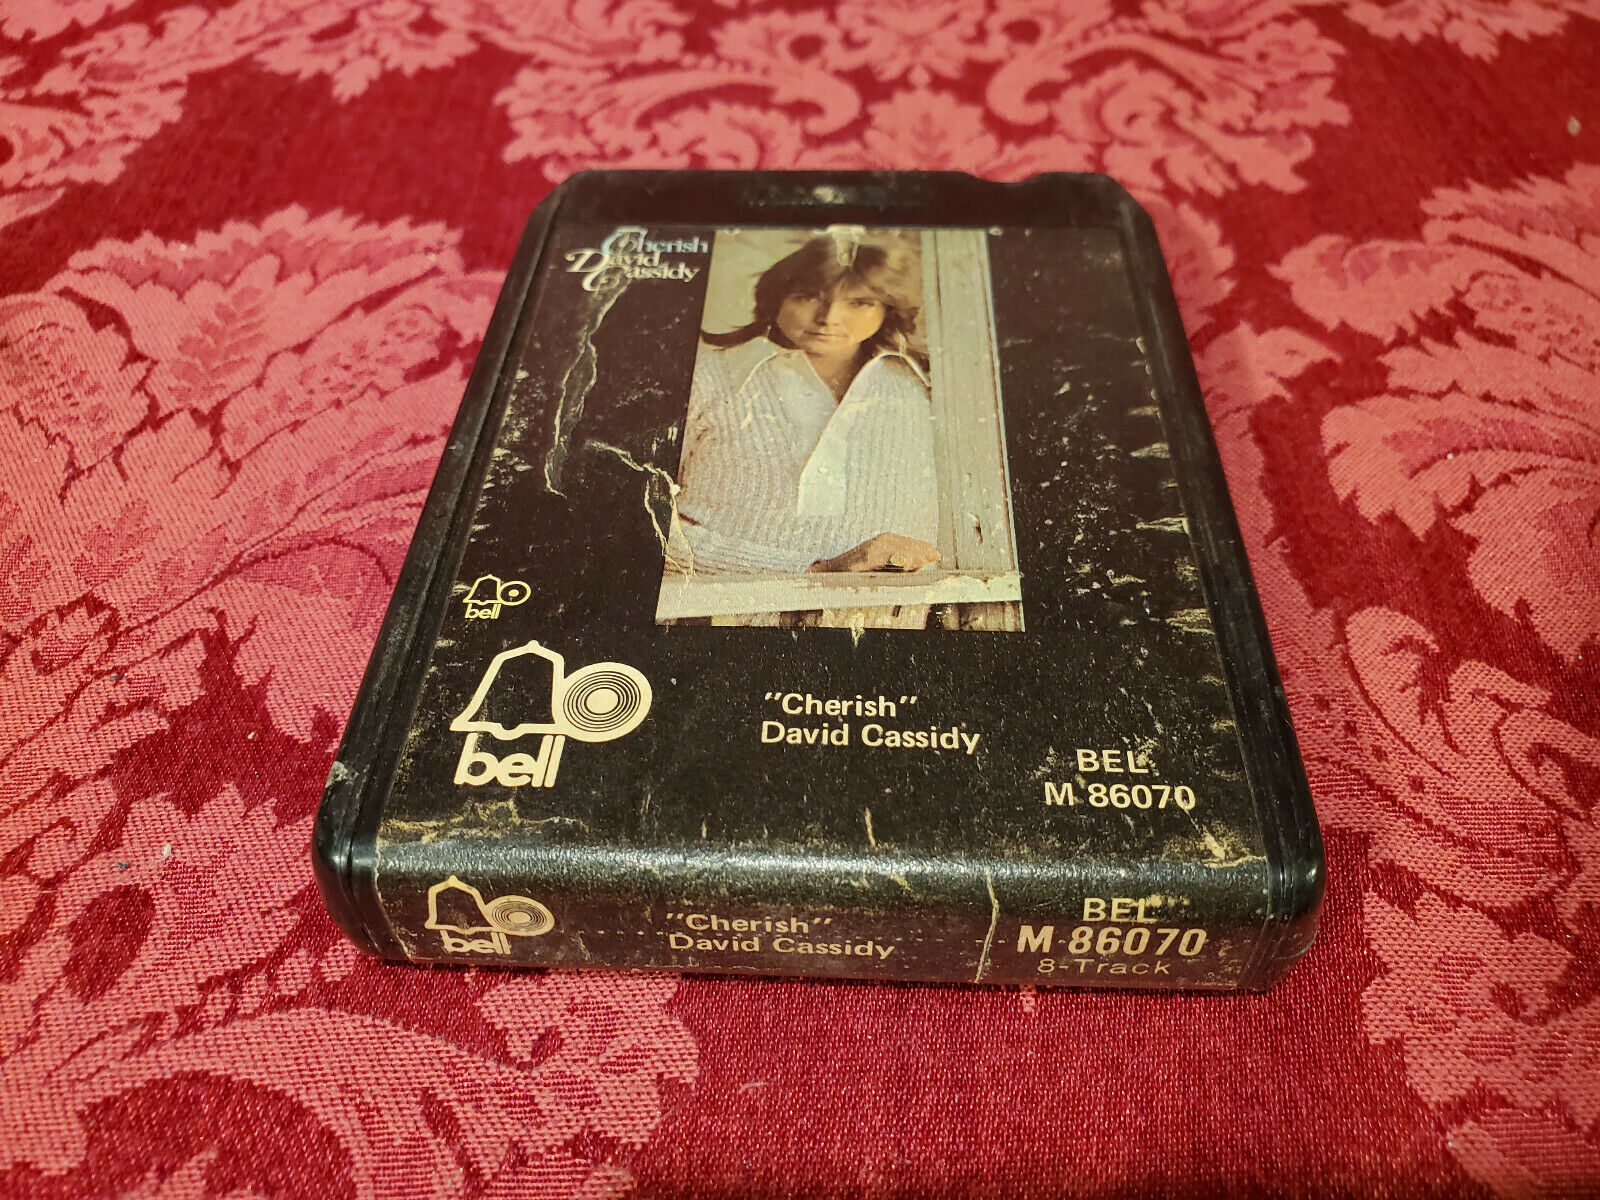 Cherish
David
Cassidy
bell
bell
"Cherish"
David Cassidy
BEL
M 86070
bell
"Cherish"
David Cassidy
BEL
M 86070
8-Track